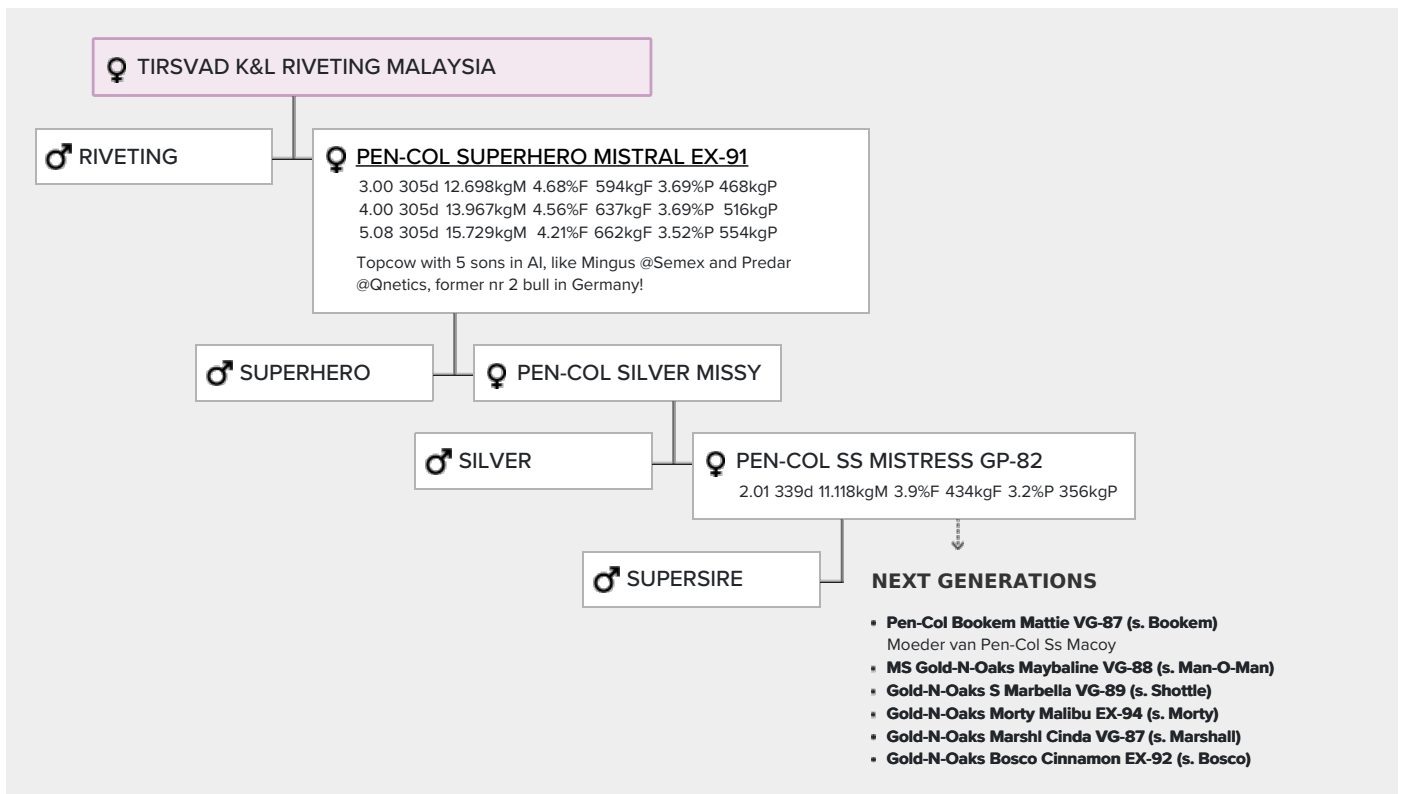 TIRSVAD K&L RIVETING MALAYSIA
RIVETING
PEN-COL SUPERHERO MISTRAL EX-91
3.00 305d 12.698kgM 4.68%F 594kgF 3.69%P 468kgP
4.00 305d 13.967kgM 4.56%F 637kgF 3.69%P 516kgP
5.08 305d 15.729kgM 4.21%F 662kgF 3.52%P 554kgP
Topcow with 5 sons in AI, like Mingus @Semex and Predar
@Qnetics, former nr 2 bull in Germany!
SUPERHERO
PEN-COL SILVER MISSY
SILVER
PEN-COL SS MISTRESS GP-82
2.01 339d 11.118kgM 3.9%F 434kgF 3.2%P 356kgP
SUPERSIRE
NEXT GENERATIONS
Pen-Col Bookem Mattie VG-87 (s. Bookem)
Moeder van Pen-Col Ss Macoy
MS Gold-N-Oaks Maybaline VG-88 (s. Man-O-Man)
Gold-N-Oaks S Marbella VG-89 (s. Shottle)
Gold-N-Oaks Morty Malibu EX-94 (s. Morty)
Gold-N-Oaks Marshl Cinda VG-87 (s. Marshall)
Gold-N-Oaks Bosco Cinnamon EX-92 (s. Bosco)